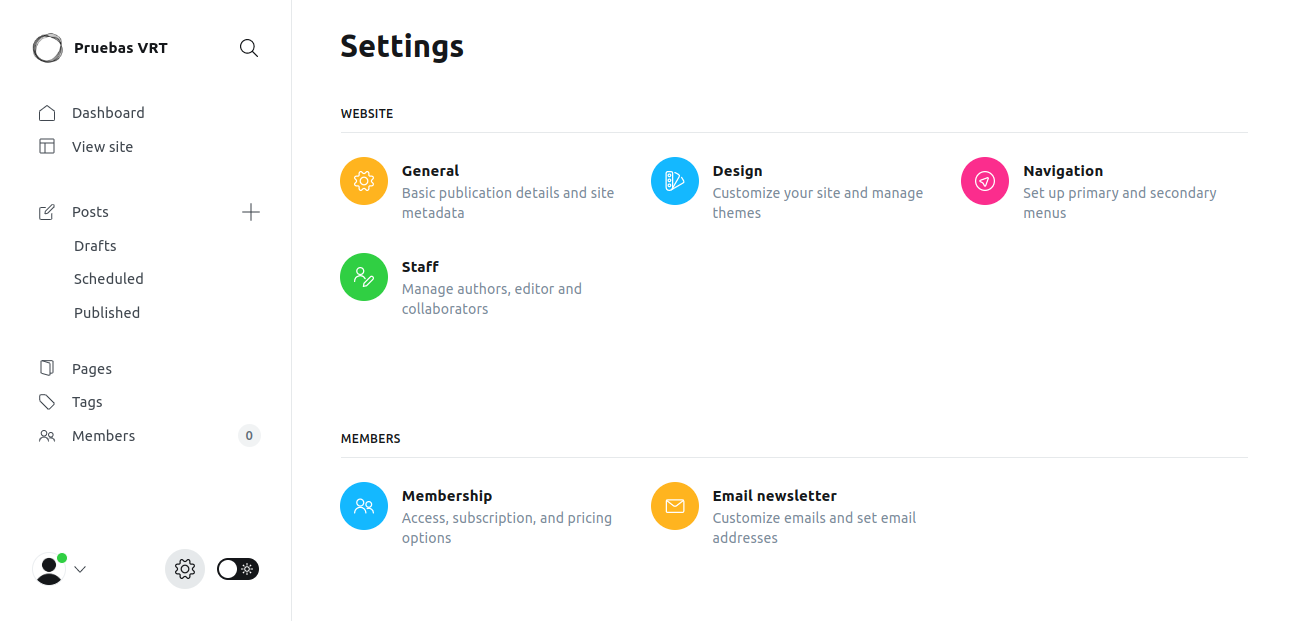 Pruebas VRT
Dashboard
View site
Posts
Drafts
Scheduled
Published
Pages
Tags
Members
0
Settings
WEBSITE
General
Basic publication details and site
metadata
Design
Customize your site and manage
themes
Navigation
Set up primary and secondary
menus
Staff
Manage authors, editor and
collaborators
MEMBERS
Membership
Access, subscription, and pricing
options
Email newsletter
Customize emails and set email
addresses